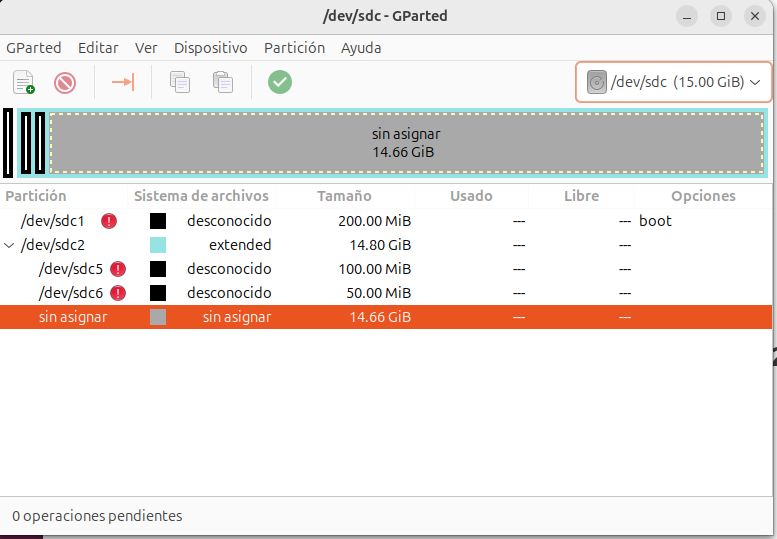 /dev/sdc - GParted
GParted Editar Ver Dispositivo Partición Ayuda
/dev/sdc (15.00 GiB)
sin asignar
14.66 GiB
Partición Sistema de archivos Tamaño Usado Libre Opciones
/dev/sdc1 desconocido 200.00 MiB --- --- boot
/dev/sdc2 extended 14.80 GiB --- ---
/dev/sdc5 desconocido 100.00 MiB --- ---
/dev/sdc6 desconocido 50.00 MiB --- ---
sin asignar sin asignar 14.66 GiB --- ---
0 operaciones pendientes